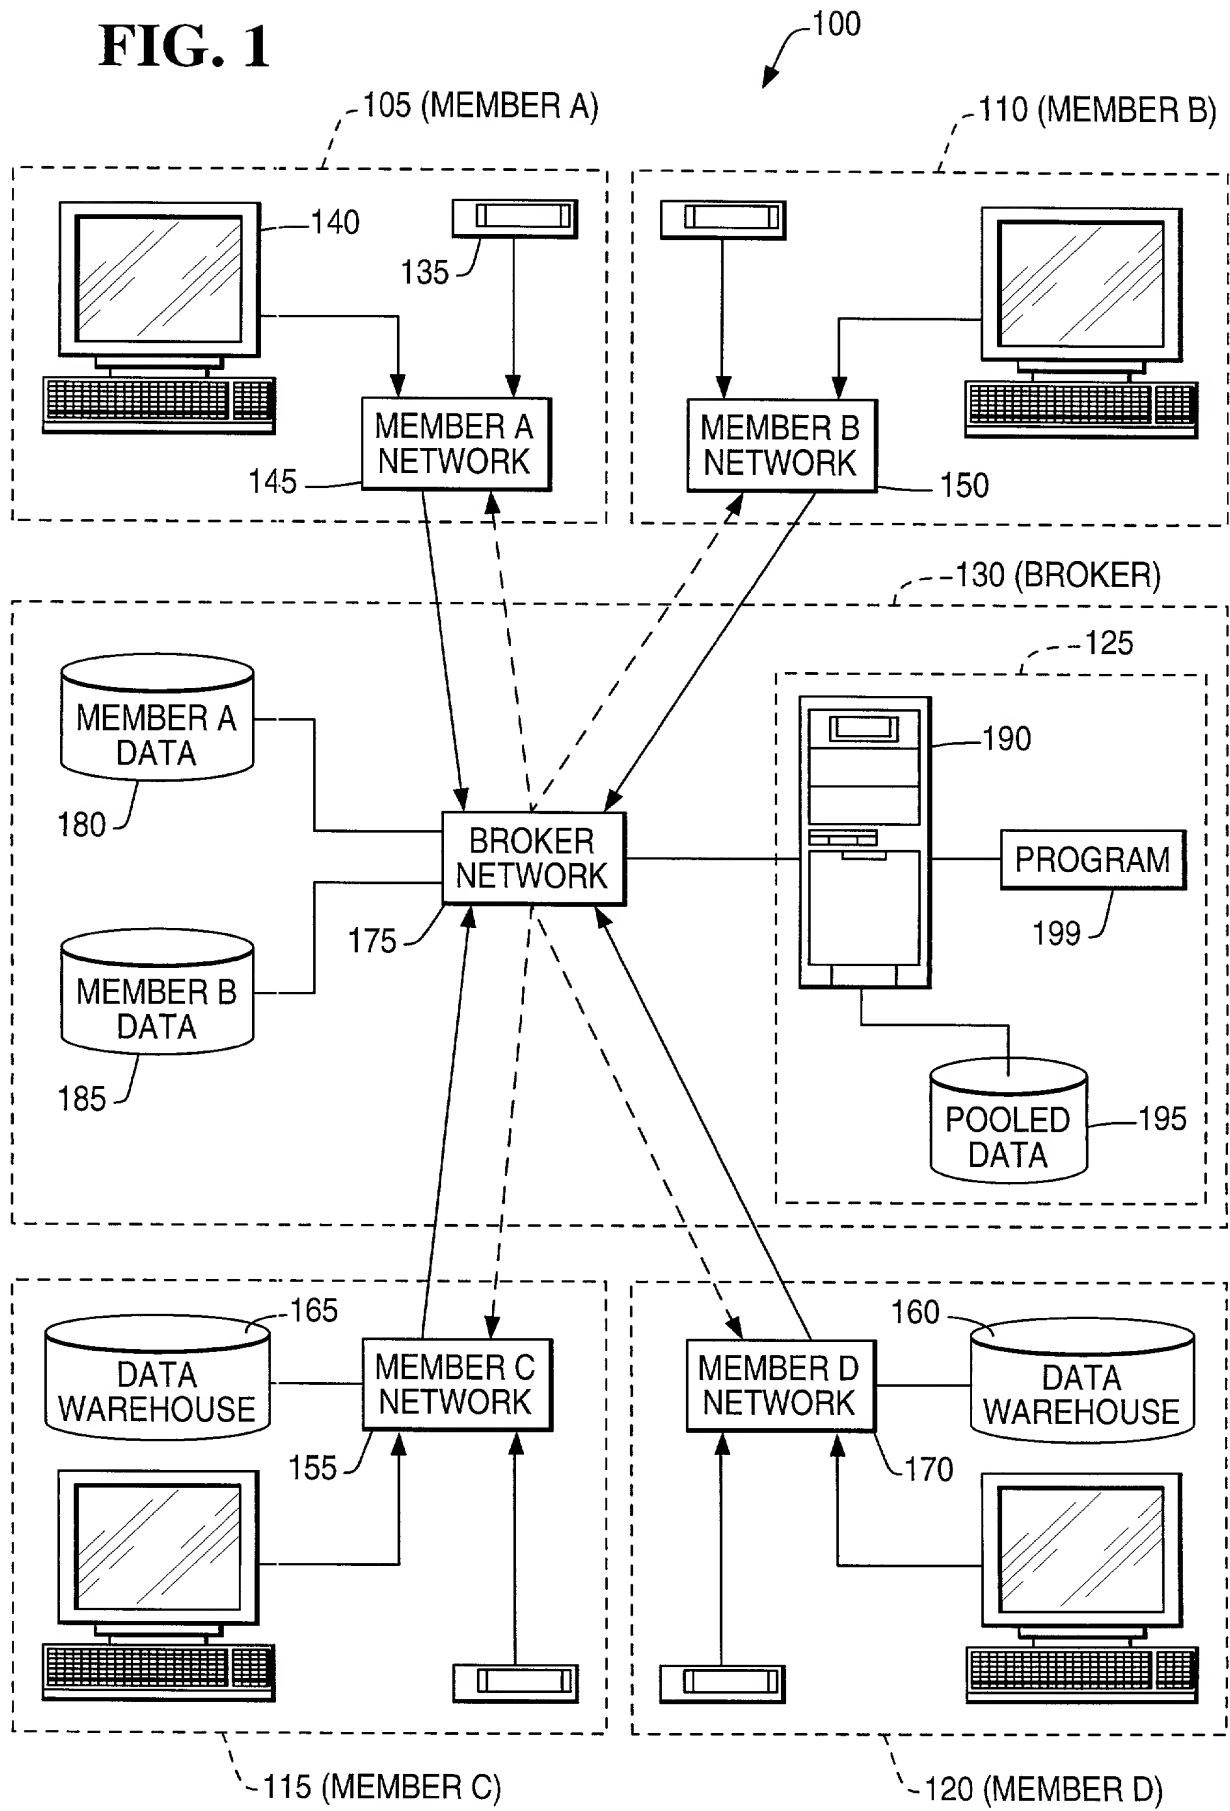 FIG. 1
100
105 (MEMBER A)
110 (MEMBER B)
140
135
MEMBER A
NETWORK
145
MEMBER B
NETWORK
150
130 (BROKER)
125
MEMBER A
DATA
180
190
BROKER
NETWORK
175
PROGRAM
199
MEMBER B
DATA
185
POOLED
DATA
195
165
DATA
WAREHOUSE
MEMBER C
NETWORK
155
MEMBER D
NETWORK
170
160
DATA
WAREHOUSE
115 (MEMBER C)
120 (MEMBER D)